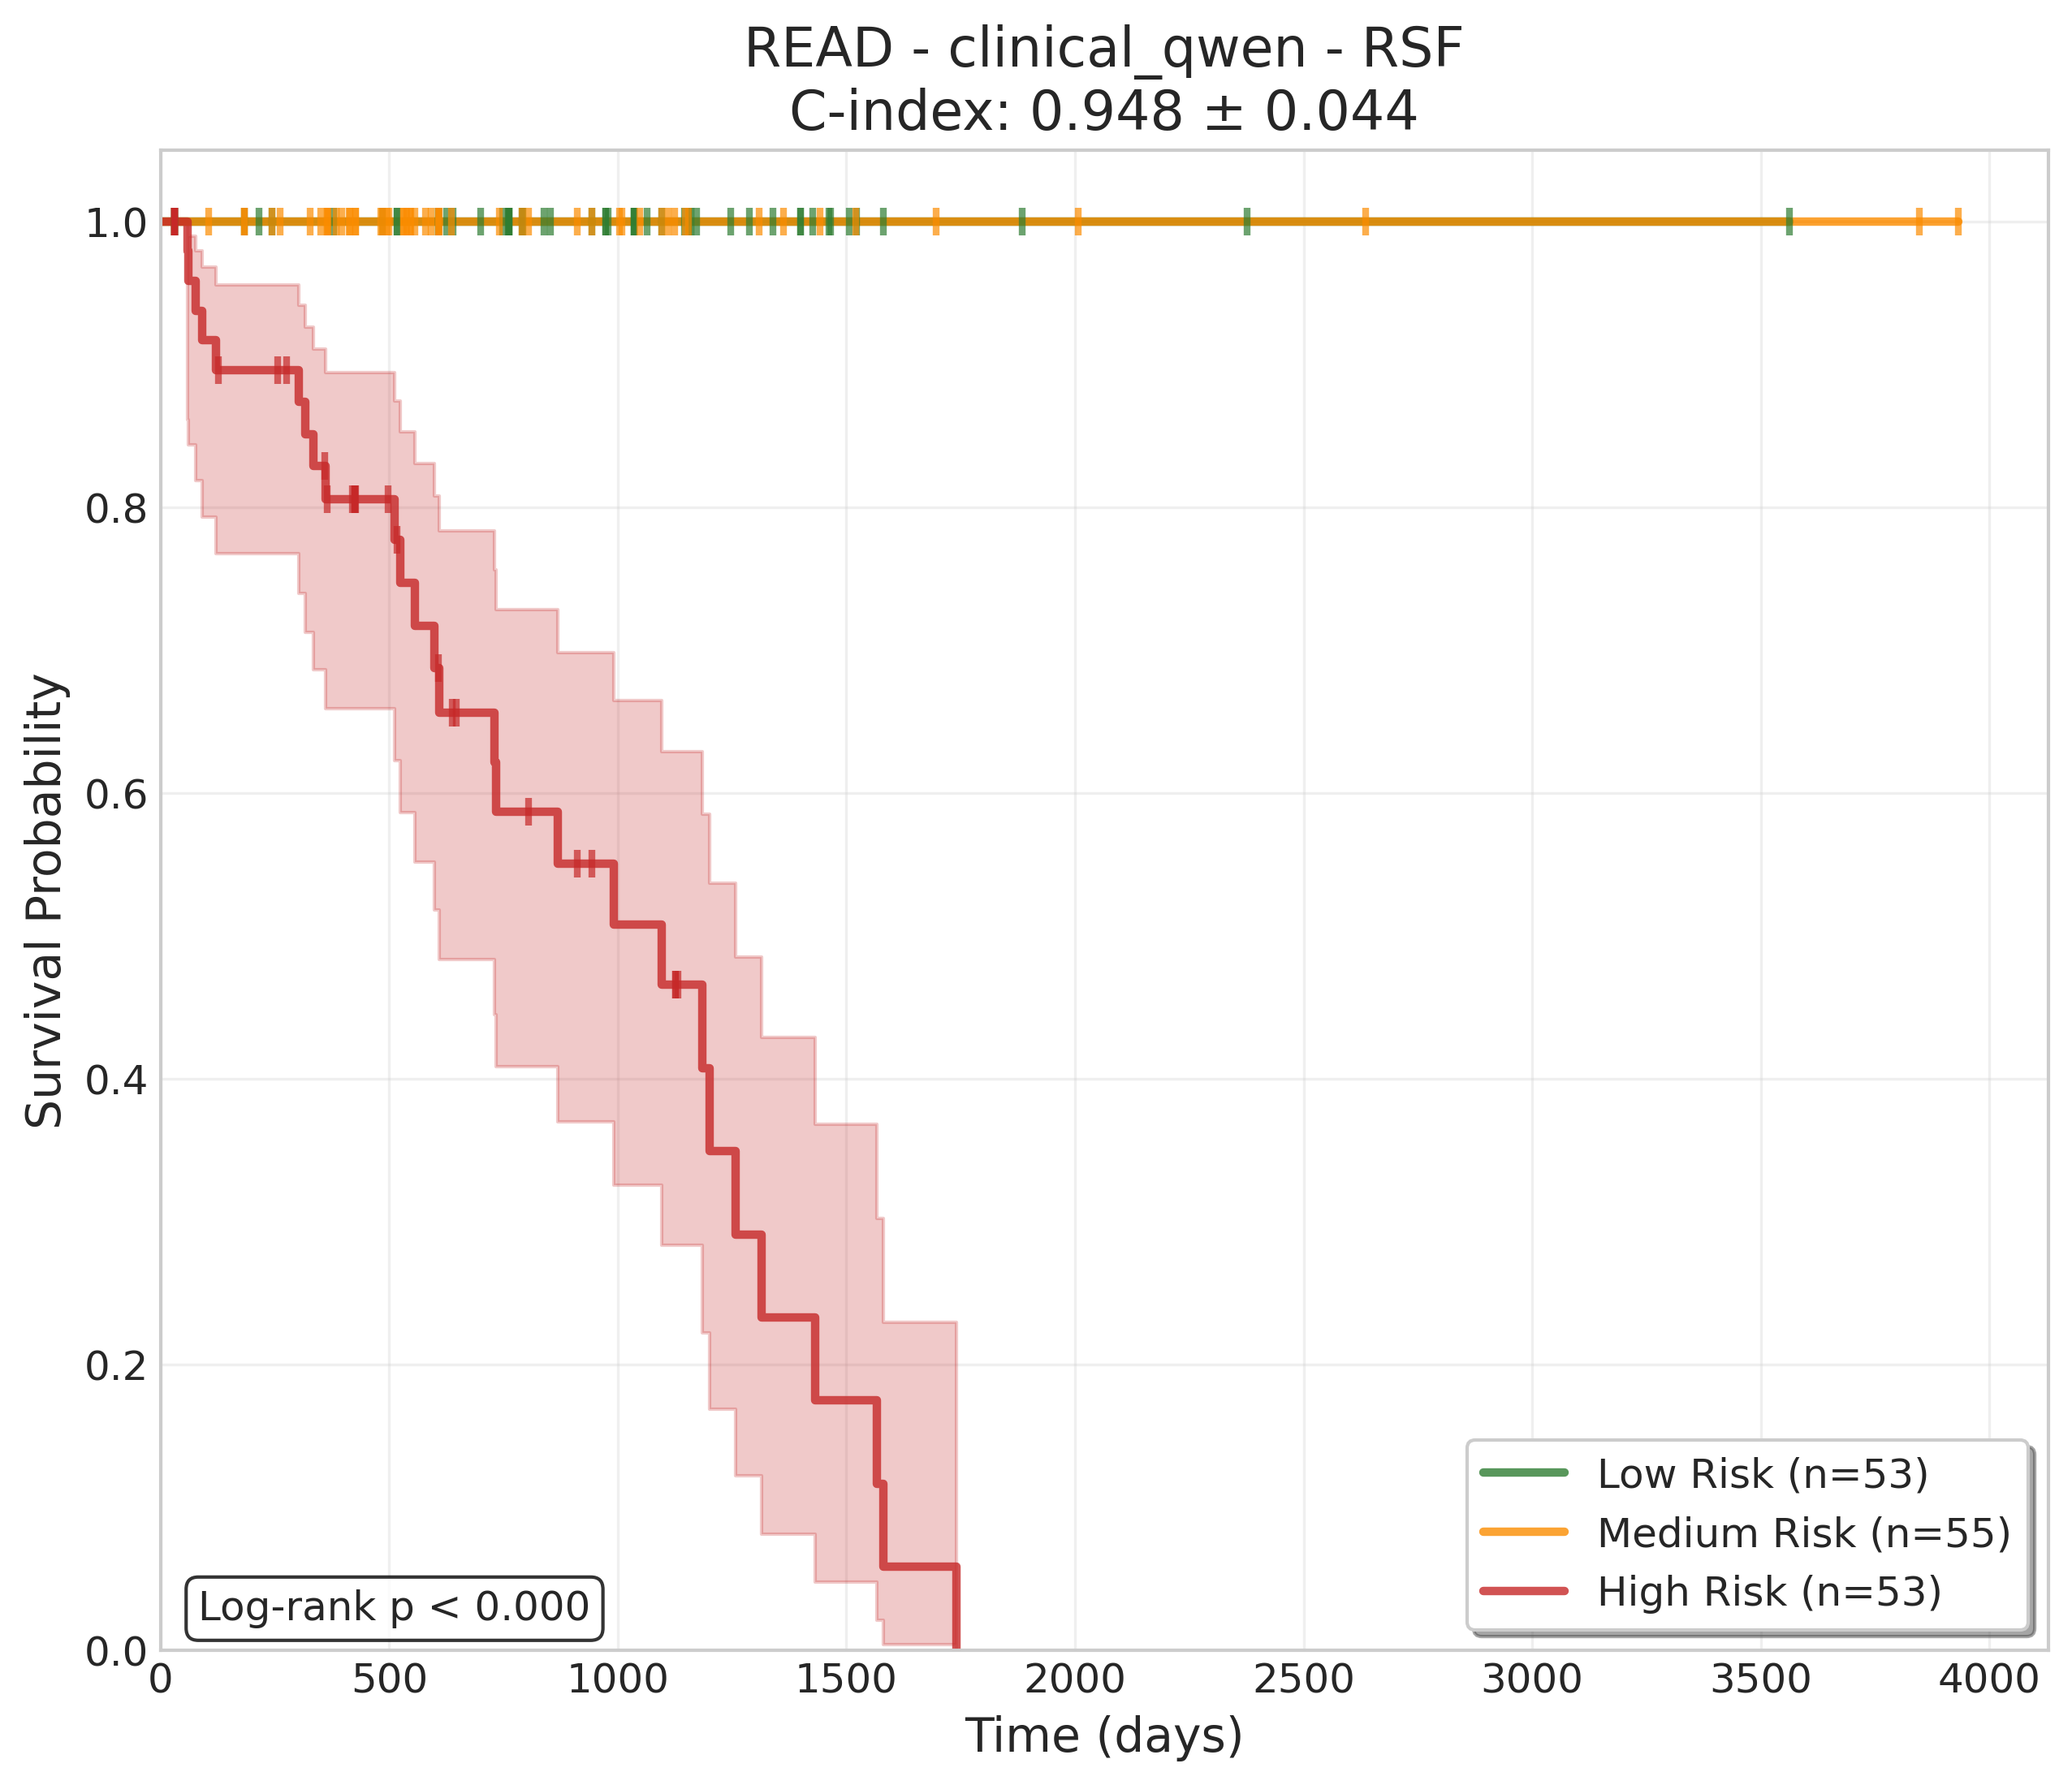 READ - clinical_qwen - RSF
C-index: 0.948 ± 0.044
Survival Probability
1.0
0.8
0.6
0.4
0.2
0.0
Log-rank p < 0.000
Low Risk (n=53)
Medium Risk (n=55)
High Risk (n=53)
0 500 1000 1500 2000 2500 3000 3500 4000
Time (days)